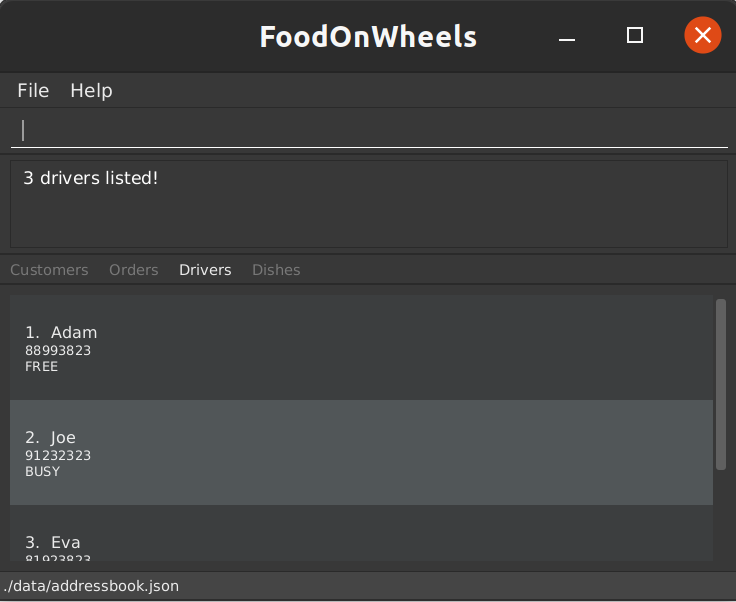 FoodOnWheels
File Help
3 drivers listed!
Customers Orders Drivers Dishes
1. Adam
88993823
FREE
2. Joe
91232323
BUSY
3. Eva
81923823
./data/addressbook.json